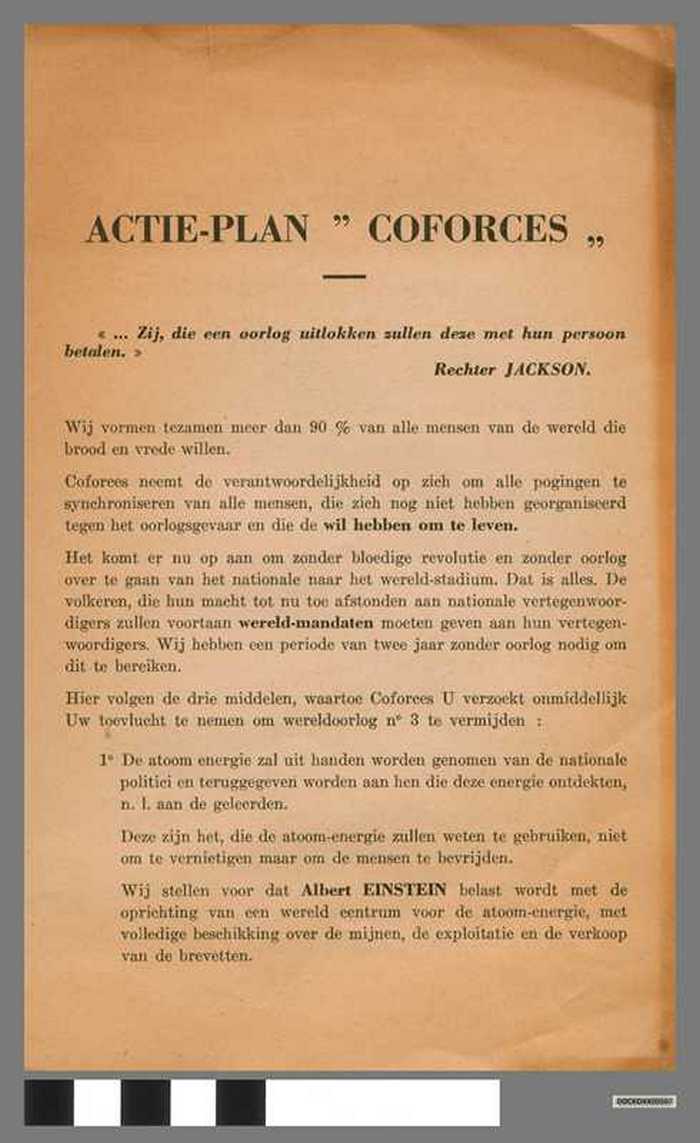 ACTIE-PLAN ” COFORCES „
« ... Zij, die een oorlog uitlokken zullen deze met hun persoon
betalen. »
Rechter JACKSON.
Wij vormen tezamen meer dan 90 % van alle mensen van de wereld die
brood en vrede willen.
Coforces neemt de verantwoordelijkheid op zich om alle pogingen te
synchroniseren van alle mensen, die zich nog niet hebben georganiseerd
tegen het oorlogsgevaar en die de wil hebben om te leven.
Het komt er nu op aan om zonder bloedige revolutie en zonder oorlog
over te gaan van het nationale naar het wereld-stadium. Dat is alles. De
volkeren, die hun macht tot nu toe afstonden aan nationale vertegenwoor-
digers zullen voortaan wereld-mandaten moeten geven aan hun vertegen-
woordigers. Wij hebben een periode van twee jaar zonder oorlog nodig om
dit te bereiken.
Hier volgen de drie middelen, waartoe Coforces U verzoekt onmiddellijk
Uw toevlucht te nemen om wereldoorlog n° 3 te vermijden :
1° De atoom energie zal uit handen worden genomen van de nationale
politici en teruggegeven worden aan hen die deze energie ontdekten,
n. l. aan de geleerden.
Deze zijn het, die de atoom-energie zullen weten te gebruiken, niet
om te vernietigen maar om de mensen te bevrijden.
Wij stellen voor dat Albert EINSTEIN belast wordt met de
oprichting van een wereld centrum voor de atoom-energie, met
volledige beschikking over de mijnen, de exploitatie en de verkoop
van de brevetten.